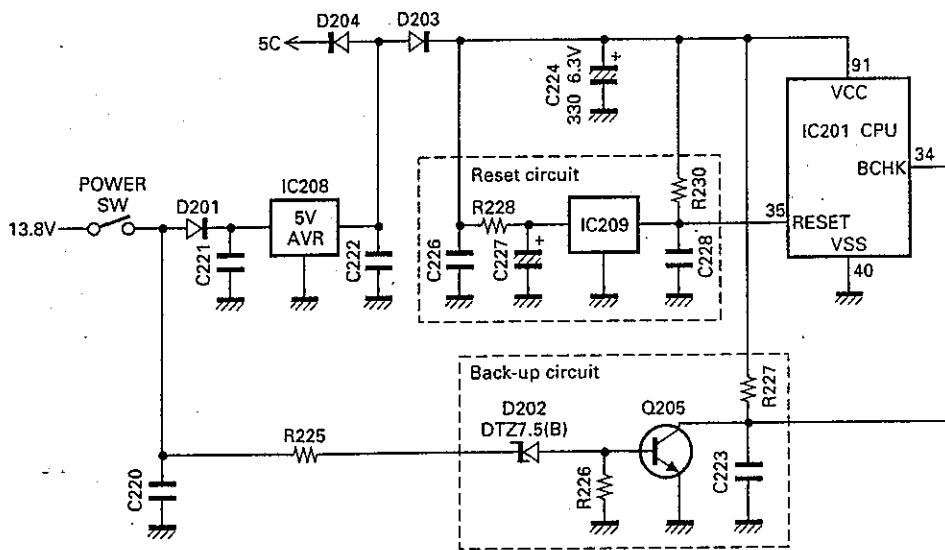 D204
D203
5C
C224
330 6.3V
+
91
VCC
IC201 CPU
BCHK
34
POWER
SW
13.8V
D201
IC208
5V
AVR
C221
C222
Reset circuit
R228
IC209
R230
+
C226
C227
C228
35
RESET
VSS
40
Back-up circuit
D202
DTZ7.5(B)
Q205
R227
R225
R226
C223
C220